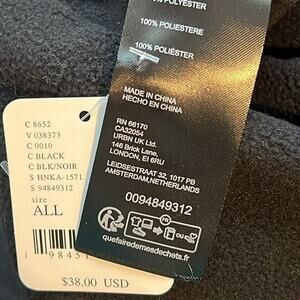 100% POLYESTER
100% POLIESTERE
100% POLIÉSTER
MADE IN CHINA
HECHO EN CHINA
RN 66170
CA32054
URBN UK Ltd.
146 Brick Lane,
LONDON, E1 6RU
LEIDSESTRAAT 32, 1017 PB
AMSTERDAM, NETHERLANDS
0094849312
FR
quefairedemesdechets.fr
C 8652
V 038373
C 0010
C BLACK
C BLK/NOIR
S HNKA-1571
S 94849312
size
ALL
$38.00 USD